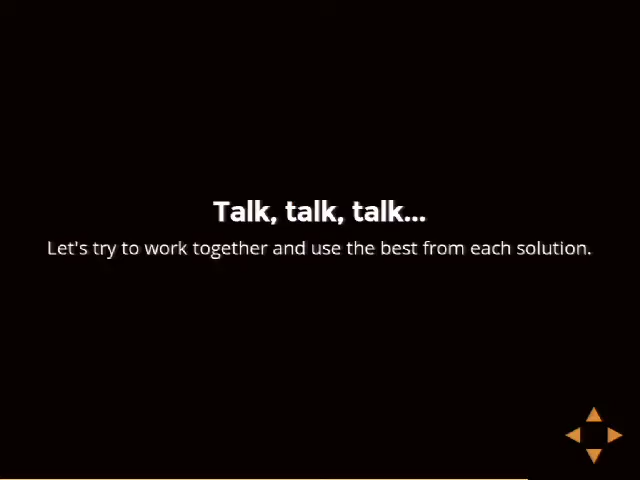 Talk, talk, talk...
Let's try to work together and use the best from each solution.